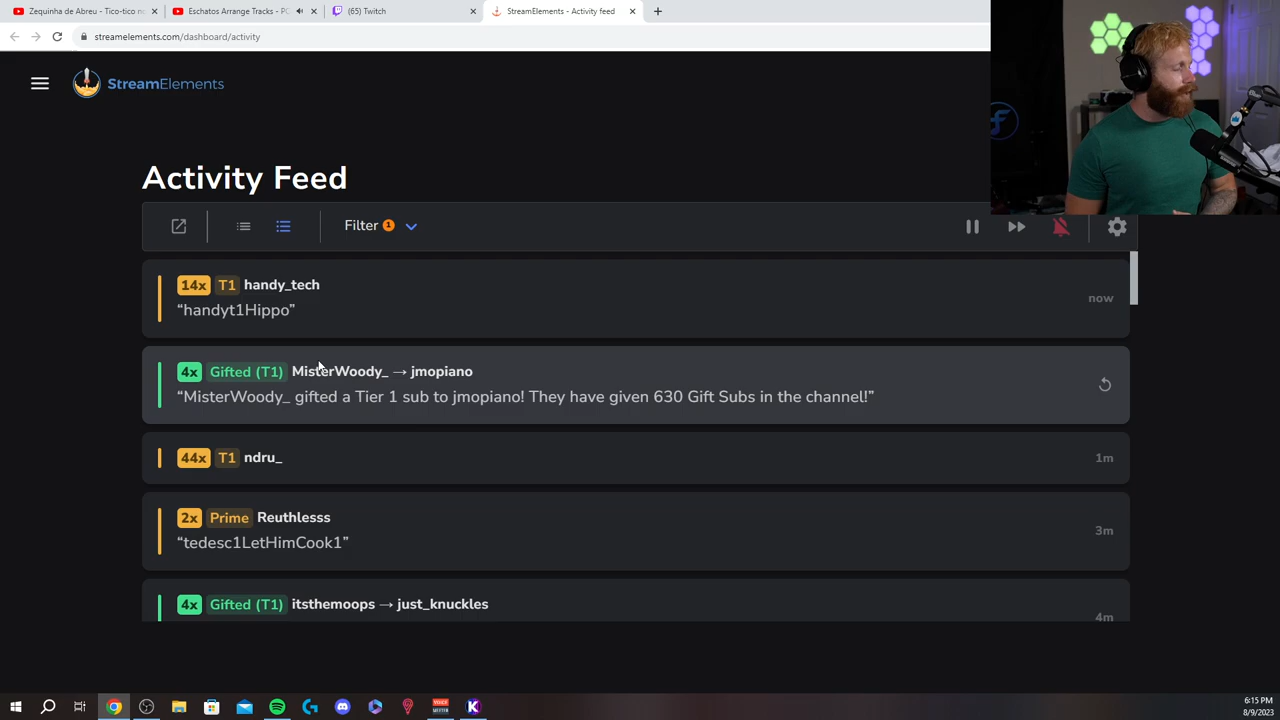 Zequinha de Abreu - Tico-tico n
Eschatos Arrange Tracks - PC
(65) Twitch
StreamElements - Activity feed
streamelements.com/dashboard/activity
StreamElements
Activity Feed
Filter 1
14x T1 handy_tech
“handyt1Hippo”
now
4x Gifted (T1) MisterWoody_ → jmopiano
“MisterWoody_ gifted a Tier 1 sub to jmopiano! They have given 630 Gift Subs in the channel!”
44x T1 ndru_
1m
2x Prime Reuthlesss
“tedesc1LetHimCook1”
3m
4x Gifted (T1) itsthemoops → just_knuckles
4m
6:15 PM
8/9/2023